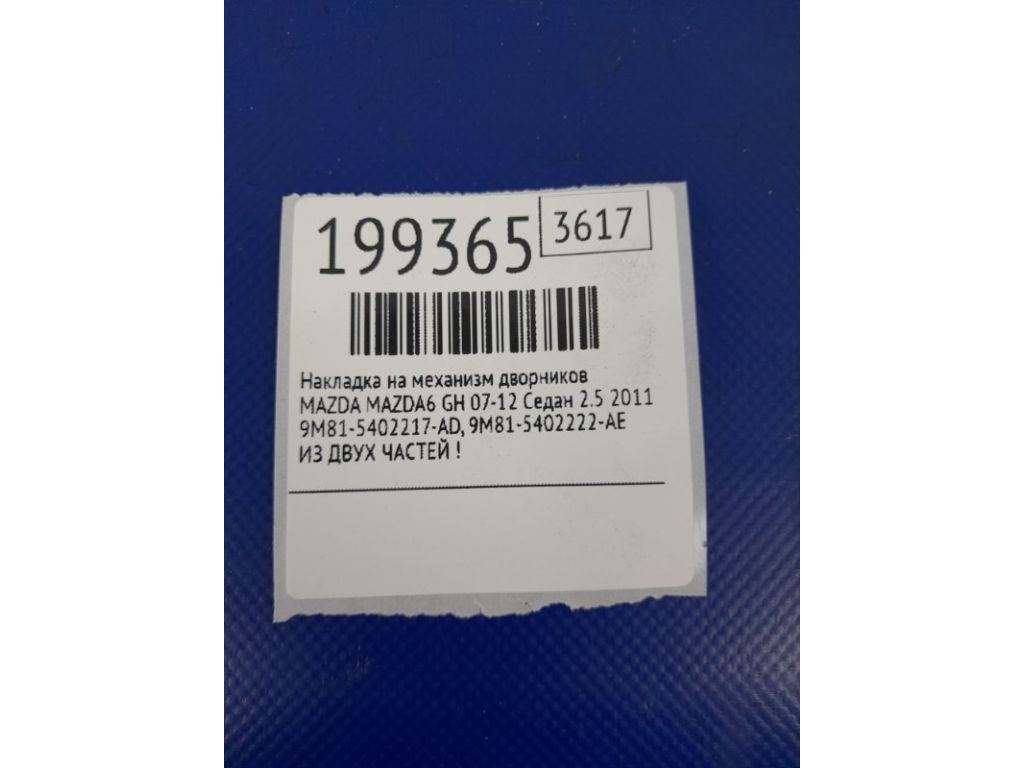 199365 3617
Накладка на механизм дворников
MAZDA MAZDA6 GH 07-12 Седан 2.5 2011
9M81-5402217-AD, 9M81-5402222-AE
ИЗ ДВУХ ЧАСТЕЙ !